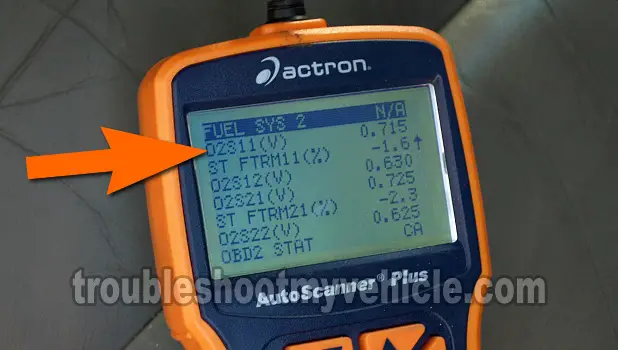 actron®
FUEL SYS 2 N/A
O2S11(V) 0.715
ST FTRM11(%) -1.6↑
O2S12(V) 0.630
O2S21(V) 0.725
ST FTRM21(%) -2.3
O2S22(V) 0.625
OBD2 STAT CA
troubleshootmyvehicle.com
AutoScanner® Plus